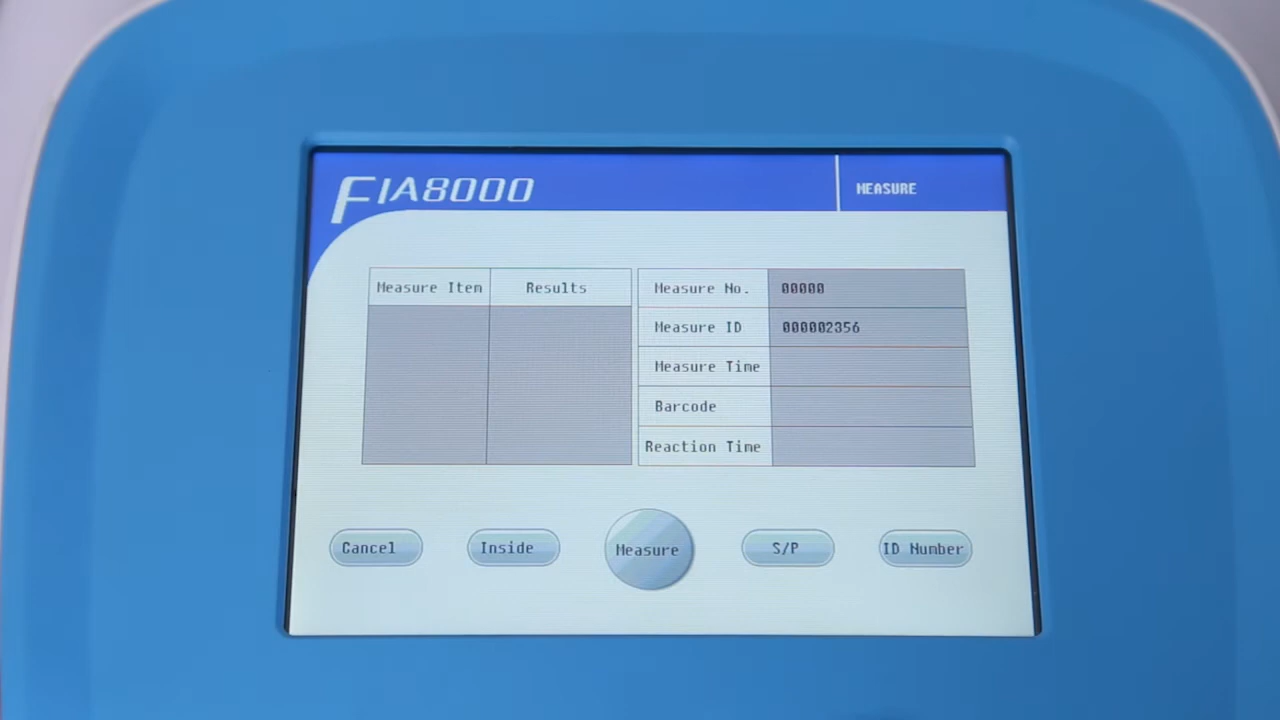 FIA8000
MEASURE
Measure Item Results
Measure No. 00000
Measure ID 000002356
Measure Time
Barcode
Reaction Time
Cancel Inside Measure S/P ID Number